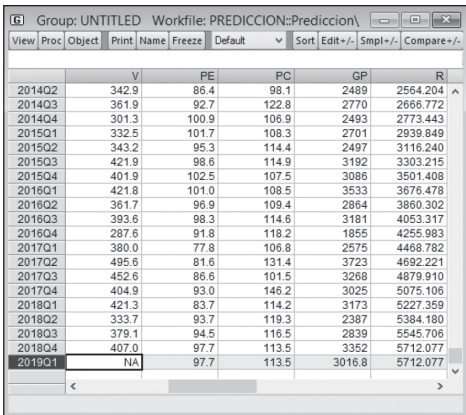 G Group: UNTITLED Workfile: PREDICCION::Prediccion\
View Proc Object Print Name Freeze Default Sort Edit+/- Smpl+/- Compare+/-
V PE PC GP R
2014Q2 342.9 86.4 98.1 2489 2564.204
2014Q3 361.9 92.7 122.8 2770 2666.772
2014Q4 301.3 100.9 106.9 2493 2773.443
2015Q1 332.5 101.7 108.3 2701 2939.849
2015Q2 343.2 95.3 114.4 2497 3116.240
2015Q3 421.9 98.6 114.9 3192 3303.215
2015Q4 401.9 102.5 107.5 3086 3501.408
2016Q1 421.8 101.0 108.5 3533 3676.478
2016Q2 361.7 96.9 109.4 2864 3860.302
2016Q3 393.6 98.3 114.6 3181 4053.317
2016Q4 287.6 91.8 118.2 1855 4255.983
2017Q1 380.0 77.8 106.8 2575 4468.782
2017Q2 495.6 81.6 131.4 3723 4692.221
2017Q3 452.6 86.6 101.5 3268 4879.910
2017Q4 404.9 93.0 146.2 3025 5075.106
2018Q1 421.3 83.7 114.2 3173 5227.359
2018Q2 333.7 93.7 119.3 2387 5384.180
2018Q3 379.1 94.5 116.5 2839 5545.706
2018Q4 407.0 97.7 113.5 3352 5712.077
2019Q1 NA 97.7 113.5 3016.8 5712.077